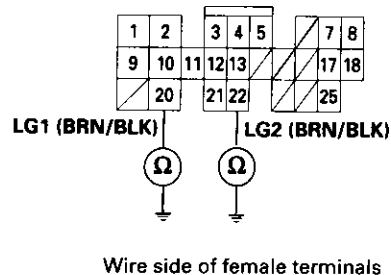 1 2 3 4 5 7 8
9 10 11 12 13 17 18
20 21 22 25
LG1 (BRN/BLK) LG2 (BRN/BLK)
Ω Ω
Wire side of female terminals